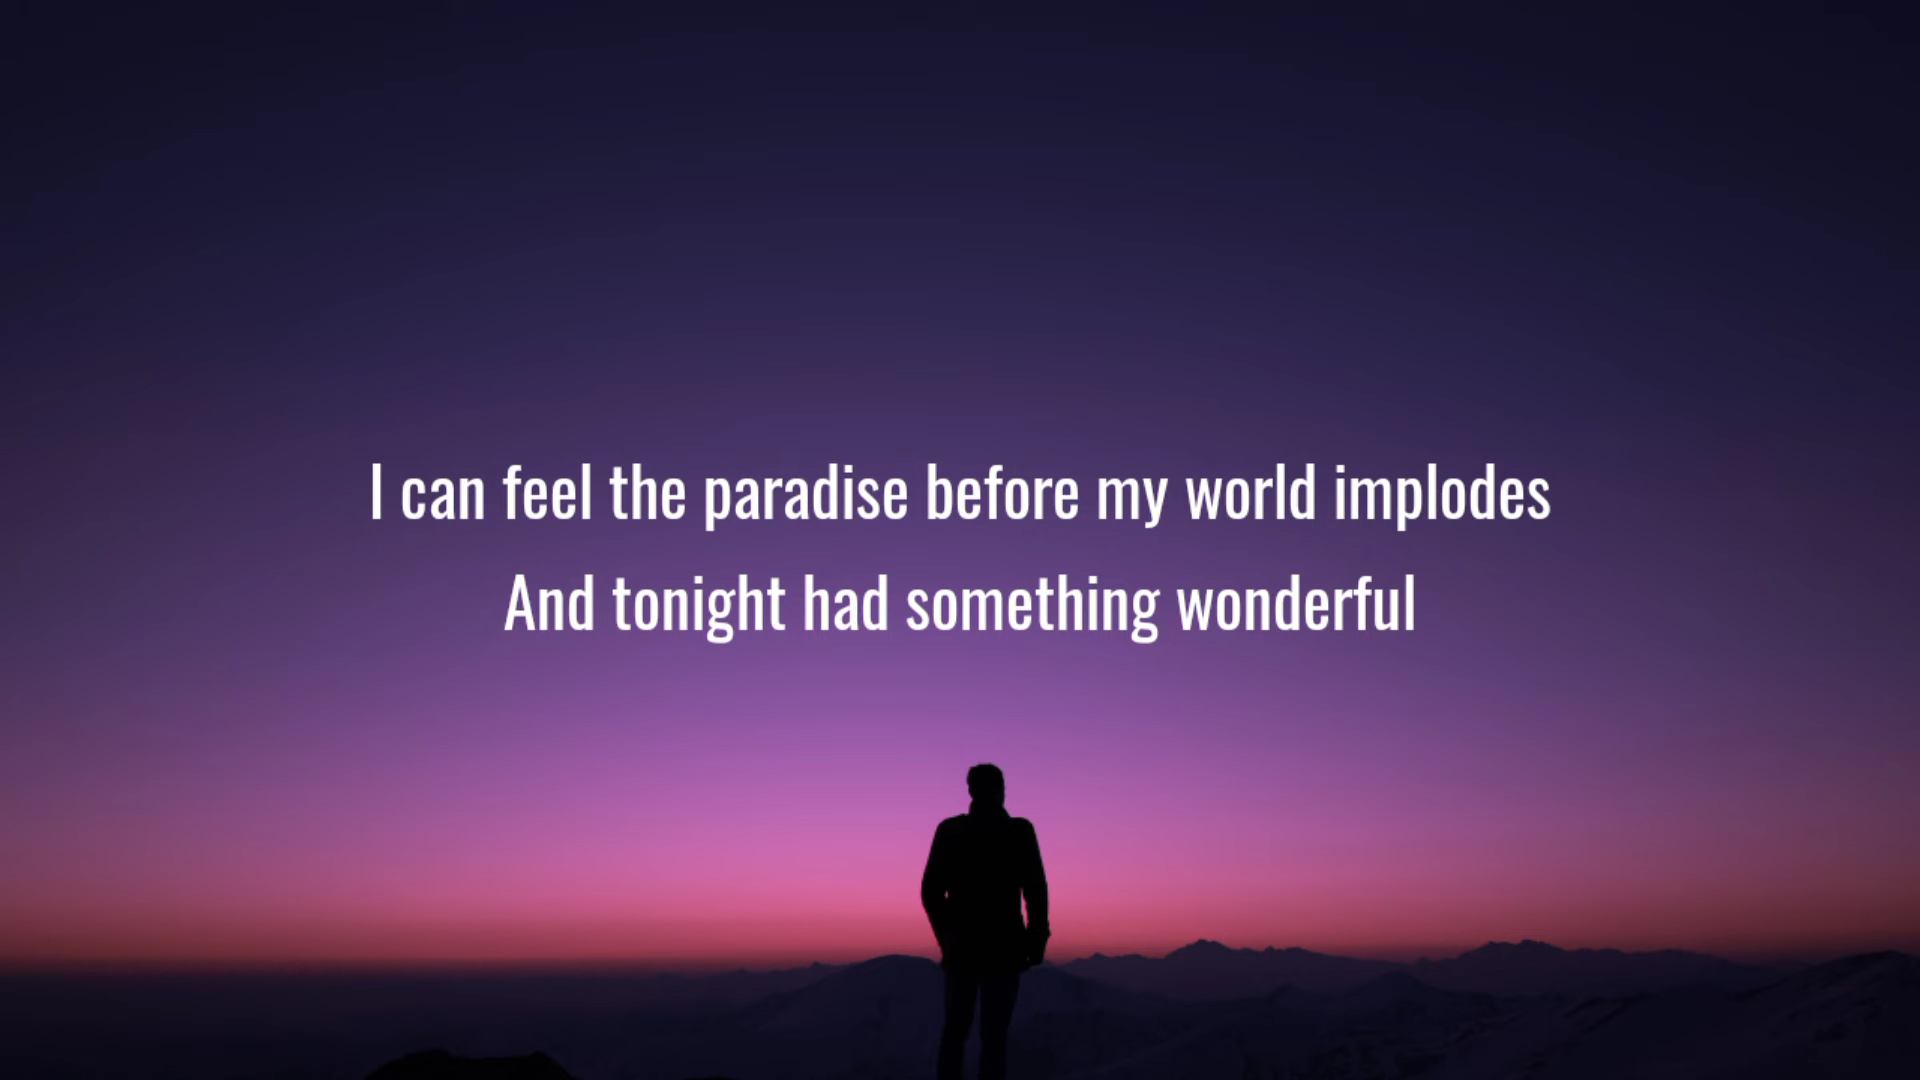 I can feel the paradise before my world implodes
And tonight had something wonderful